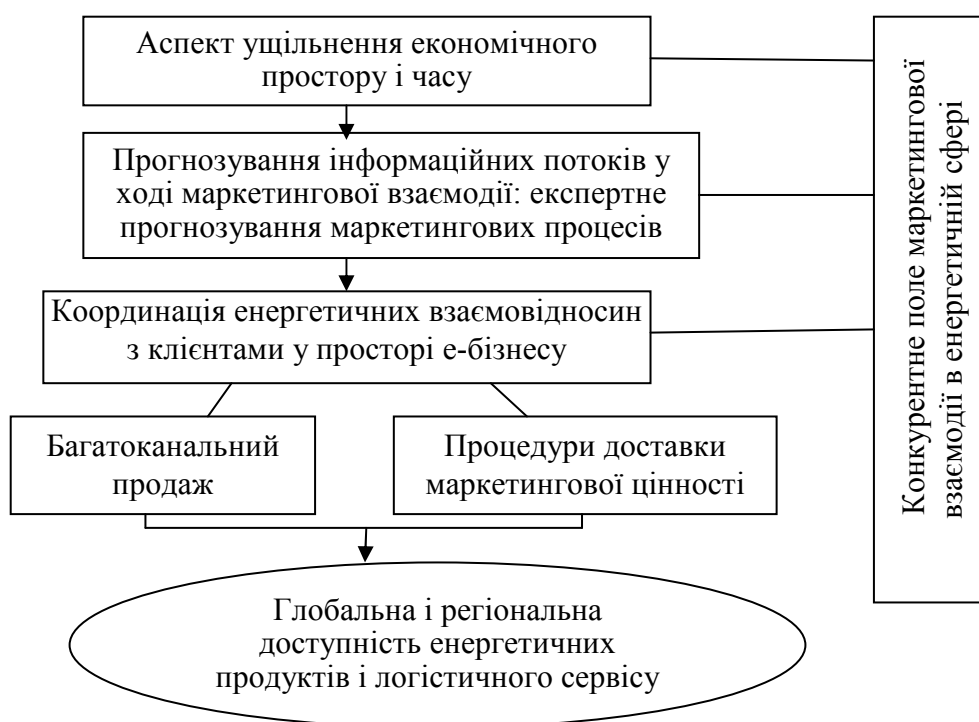 Аспект ущільнення економічного
простору і часу
Прогнозування інформаційних потоків у
ході маркетингової взаємодії: експертне
прогнозування маркетингових процесів
Координація енергетичних взаємовідносин
з клієнтами у просторі е-бізнесу
Багатоканальний
продаж
Процедури доставки
маркетингової цінності
Глобальна і регіональна
доступність енергетичних
продуктів і логістичного сервісу
Конкурентне поле маркетингової
взаємодії в енергетичній сфері